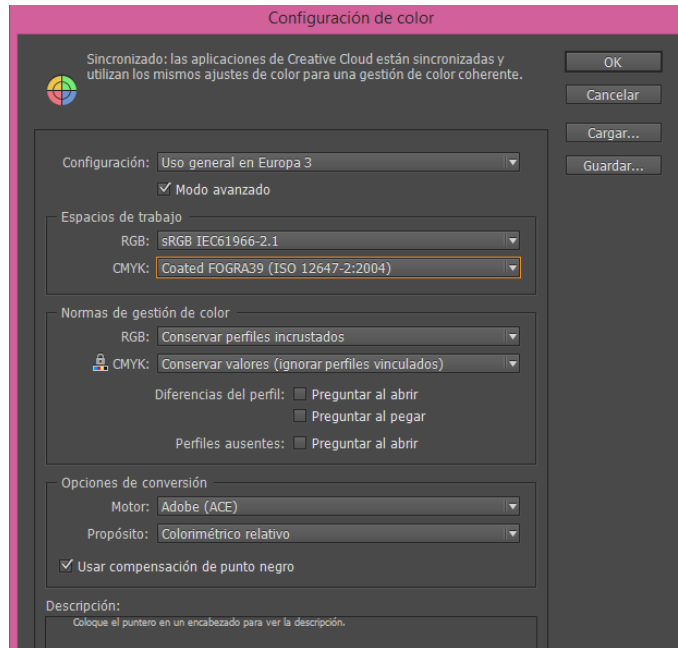 Configuración de color
Sincronizado: las aplicaciones de Creative Cloud están sincronizadas y
utilizan los mismos ajustes de color para una gestión de color coherente.
OK
Cancelar
Cargar...
Guardar...
Configuración: Uso general en Europa 3
Modo avanzado
Espacios de trabajo
RGB: sRGB IEC61966-2.1
CMYK: Coated FOGRA39 (ISO 12647-2:2004)
Normas de gestión de color
RGB: Conservar perfiles incrustados
CMYK: Conservar valores (ignorar perfiles vinculados)
Diferencias del perfil: Preguntar al abrir
Preguntar al pegar
Perfiles ausentes: Preguntar al abrir
Opciones de conversión
Motor: Adobe (ACE)
Propósito: Colorimétrico relativo
Usar compensación de punto negro
Descripción:
Coloque el puntero en un encabezado para ver la descripción.